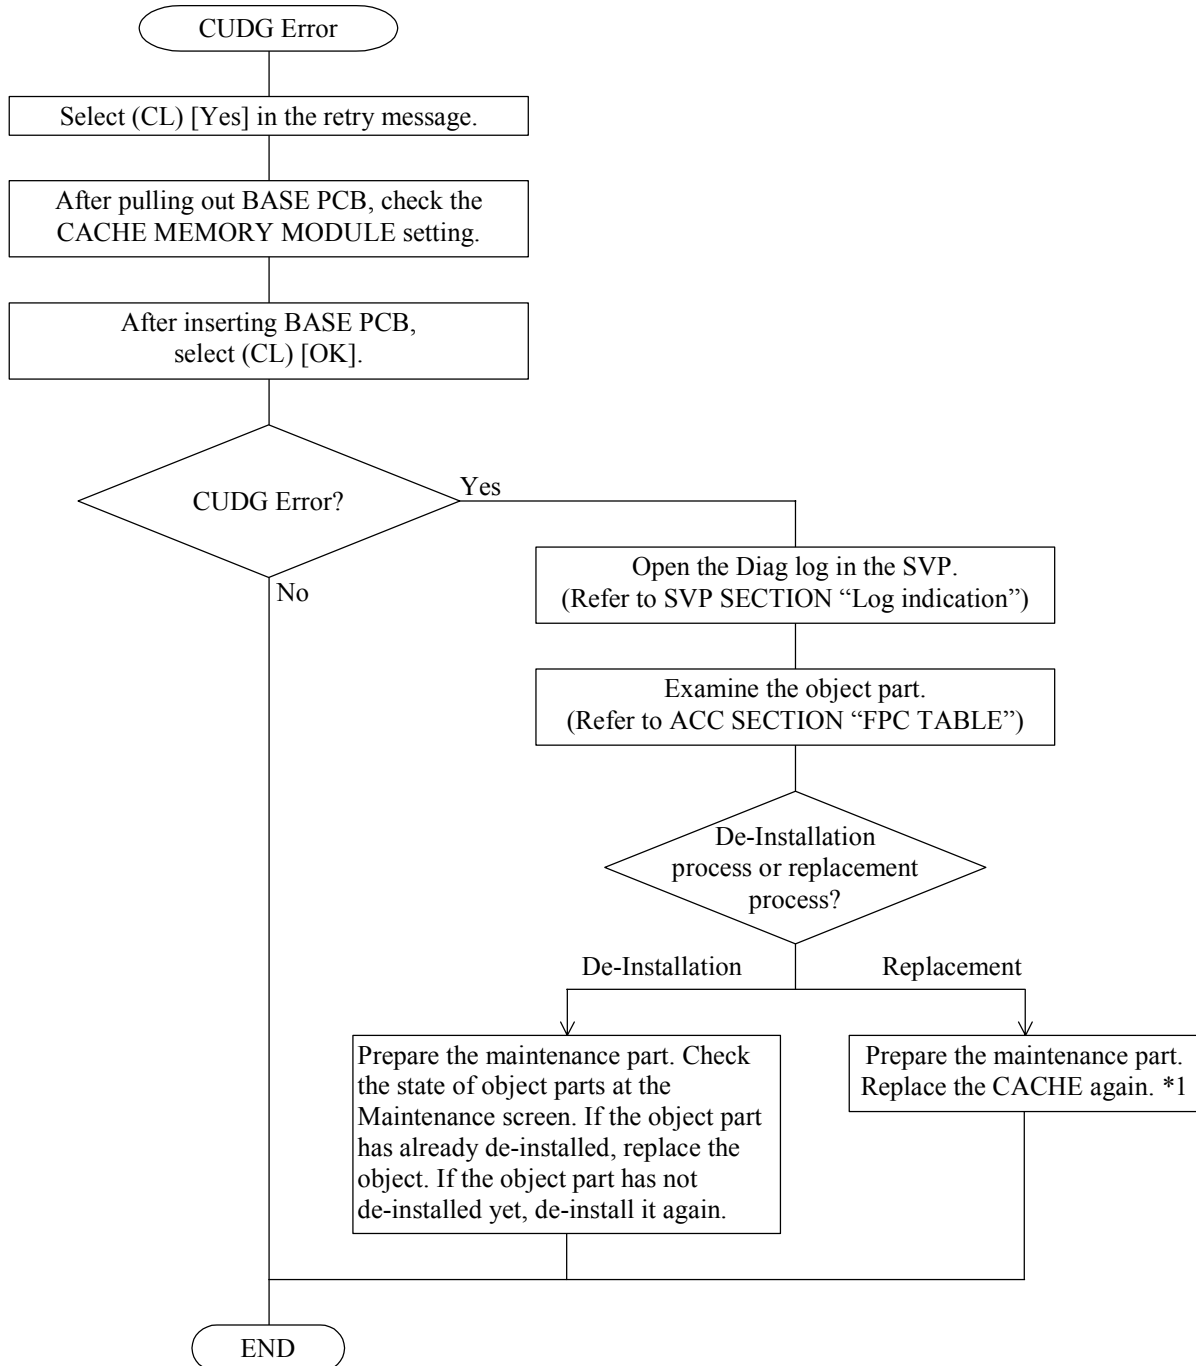 CUDG Error
Select (CL) [Yes] in the retry message.
After pulling out BASE PCB, check the
CACHE MEMORY MODULE setting.
After inserting BASE PCB,
select (CL) [OK].
CUDG Error?
Yes
No
Open the Diag log in the SVP.
(Refer to SVP SECTION “Log indication”)
Examine the object part.
(Refer to ACC SECTION “FPC TABLE”)
De-Installation
process or replacement
process?
De-Installation
Replacement
Prepare the maintenance part. Check
the state of object parts at the
Maintenance screen. If the object part
has already de-installed, replace the
object. If the object part has not
de-installed yet, de-install it again.
Prepare the maintenance part.
Replace the CACHE again. *1
END